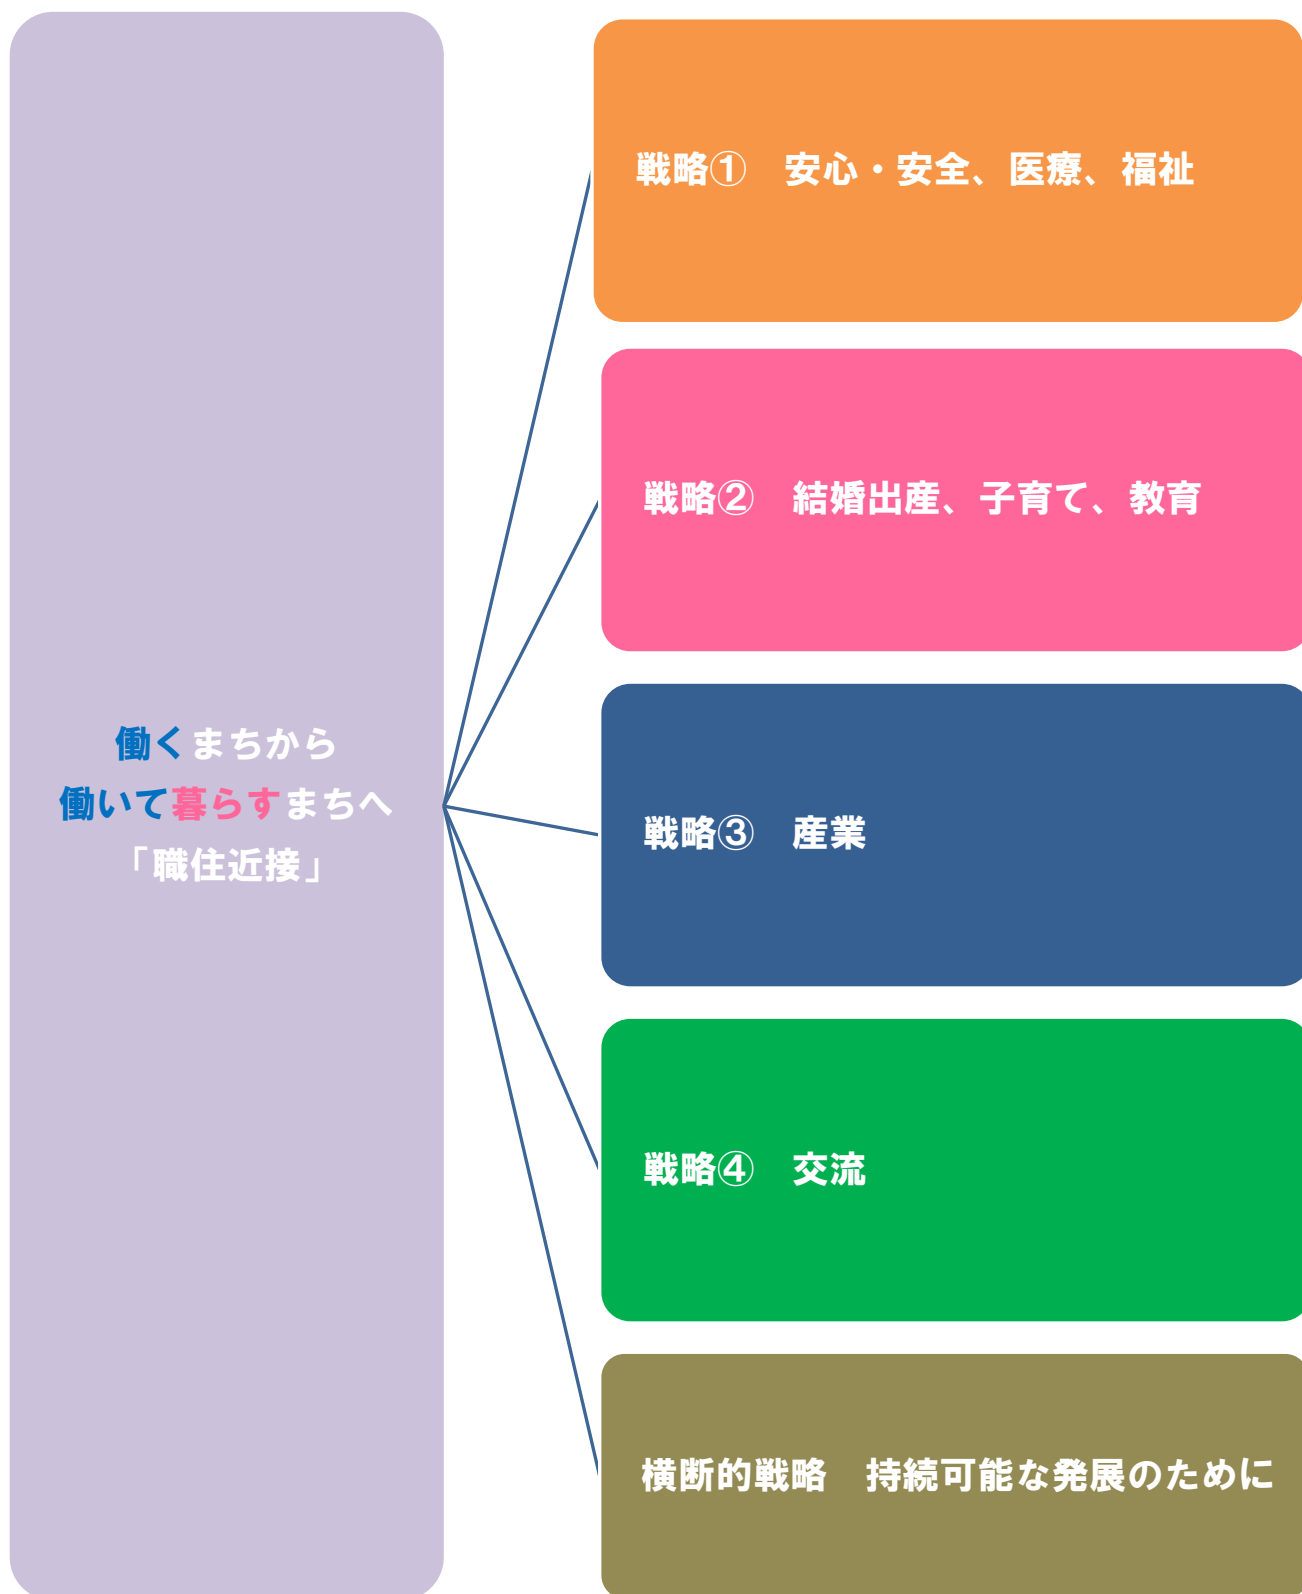 働くまちから
働いて暮らすまちへ
「職住近接」
戦略①　安心・安全、医療、福祉
戦略②　結婚出産、子育て、教育
戦略③　産業
戦略④　交流
横断的戦略　持続可能な発展のために